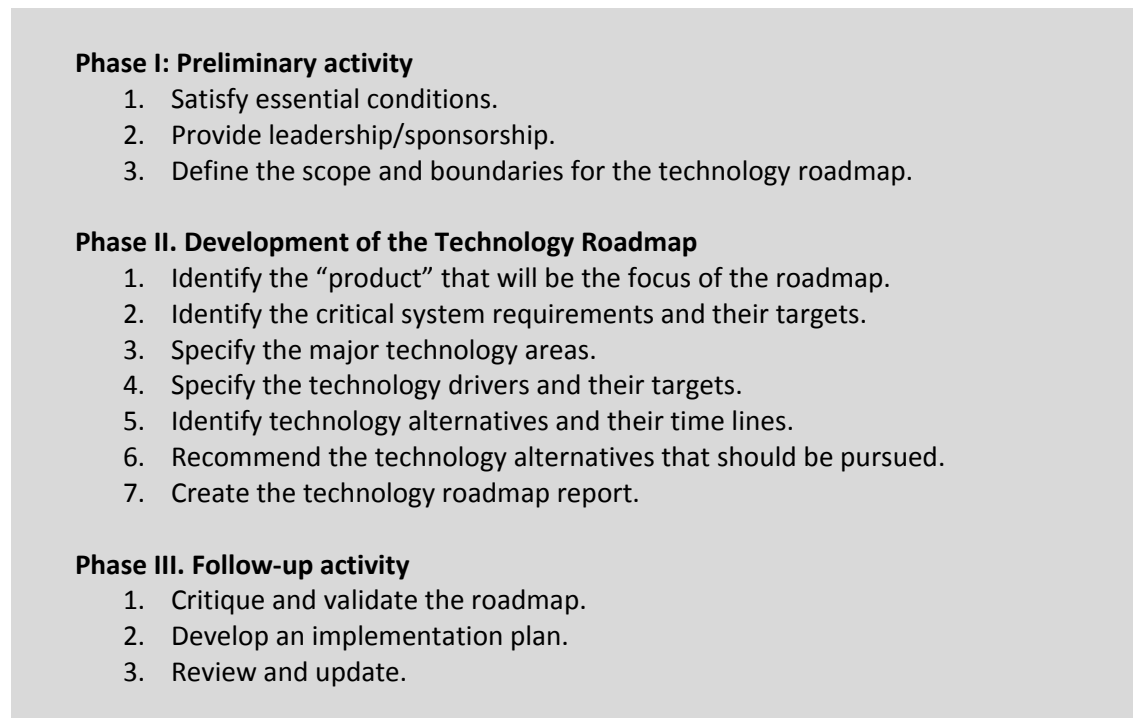 Phase I: Preliminary activity
1. Satisfy essential conditions.
2. Provide leadership/sponsorship.
3. Define the scope and boundaries for the technology roadmap.
Phase II. Development of the Technology Roadmap
1. Identify the “product” that will be the focus of the roadmap.
2. Identify the critical system requirements and their targets.
3. Specify the major technology areas.
4. Specify the technology drivers and their targets.
5. Identify technology alternatives and their time lines.
6. Recommend the technology alternatives that should be pursued.
7. Create the technology roadmap report.
Phase III. Follow-up activity
1. Critique and validate the roadmap.
2. Develop an implementation plan.
3. Review and update.